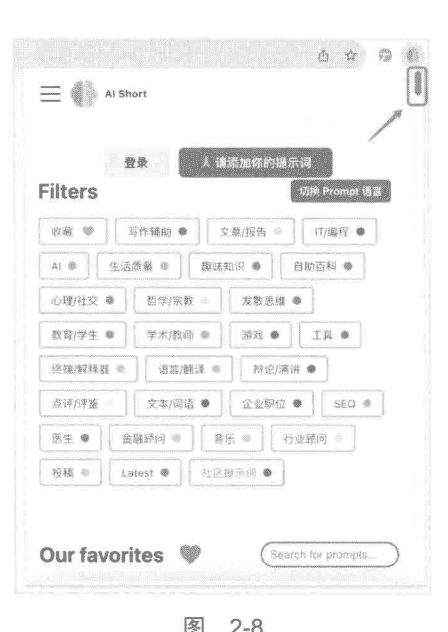 AI Short
登录 请添加你的提示词
Filters 切换 Prompt 语言
收藏 写作辅助 文章/报告 IT/编程
AI 生活质量 趣味知识 自助百科
心理/社交 哲学/宗教 发散思维
教育/学生 学术/教师 游戏 工具
终端/解释器 语言/翻译 辩论/演讲
点评/评鉴 文本/词语 企业职位 SEO
医生 金融顾问 音乐 行业顾问
投稿 Latest 社区提示词
Our favorites Search for prompts...
图 2-8